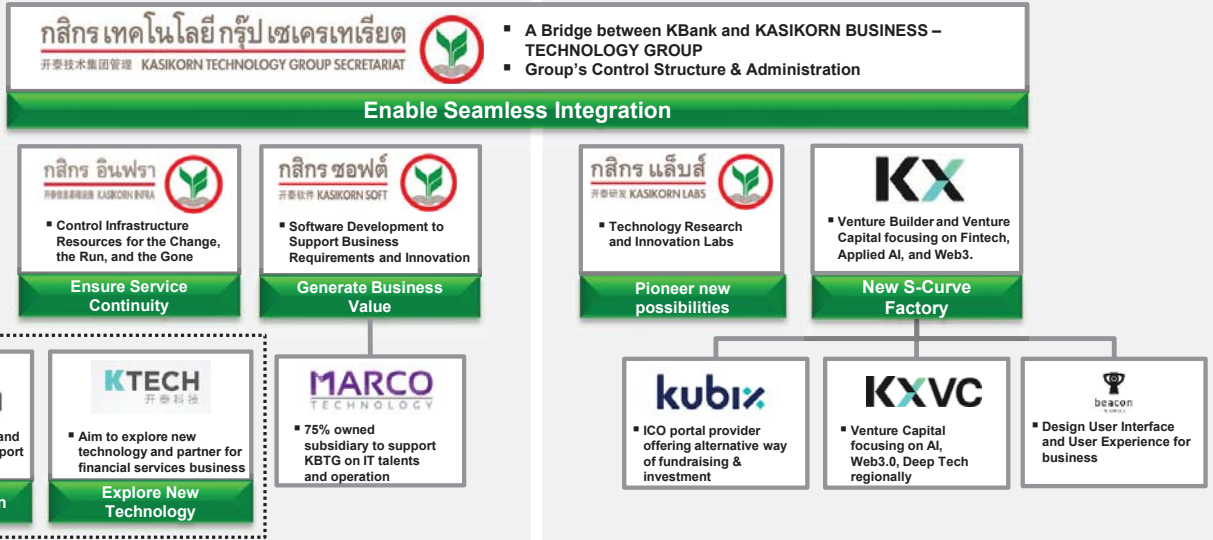 กสิกร เทคโนโลยี กรุ๊ป เซเครเทเรียต
开泰技术集团管理 KASIKORN TECHNOLOGY GROUP SECRETARIAT
▪ A Bridge between KBank and KASIKORN BUSINESS –
TECHNOLOGY GROUP
▪ Group's Control Structure & Administration
Enable Seamless Integration
กสิกร อินฟรา
KASIKORN INFRA
▪ Control Infrastructure
Resources for the Change,
the Run, and the Gone
Ensure Service
Continuity
กสิกร ซอฟต์
开泰软件 KASIKORN SOFT
▪ Software Development to
Support Business
Requirements and Innovation
Generate Business
Value
กสิกร แล็บส์
开泰研发 KASIKORN LABS
▪ Technology Research
and Innovation Labs
Pioneer new
possibilities
KX
▪ Venture Builder and Venture
Capital focusing on Fintech,
Applied AI, and Web3.
New S-Curve
Factory
and
port
n
KTECH
开泰科技
▪ Aim to explore new
technology and partner for
financial services business
Explore New
Technology
MARCO
TECHNOLOGY
▪ 75% owned
subsidiary to support
KBTG on IT talents
and operation
kubix
▪ ICO portal provider
offering alternative way
of fundraising &
investment
KXVC
▪ Venture Capital
focusing on AI,
Web3.0, Deep Tech
regionally
beacon
▪ Design User Interface
and User Experience for
business